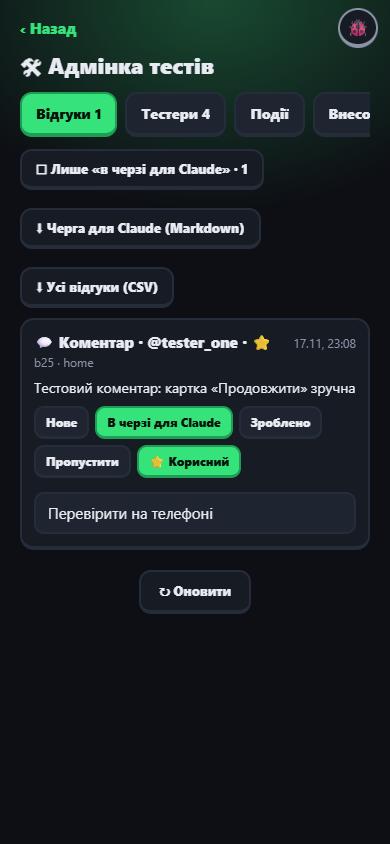 ‹ Назад
🛠 Адмінка тестів
Відгуки 1 Тестери 4 Події Внесо
☐ Лише «в черзі для Claude» · 1
⬇ Черга для Claude (Markdown)
⬇ Усі відгуки (CSV)
💬 Коментар · @tester_one · ⭐ 17.11, 23:08
b25 · home
Тестовий коментар: картка «Продовжити» зручна
Нове В черзі для Claude Зроблено
Пропустити ⭐ Корисний
Перевірити на телефоні
↻ Оновити